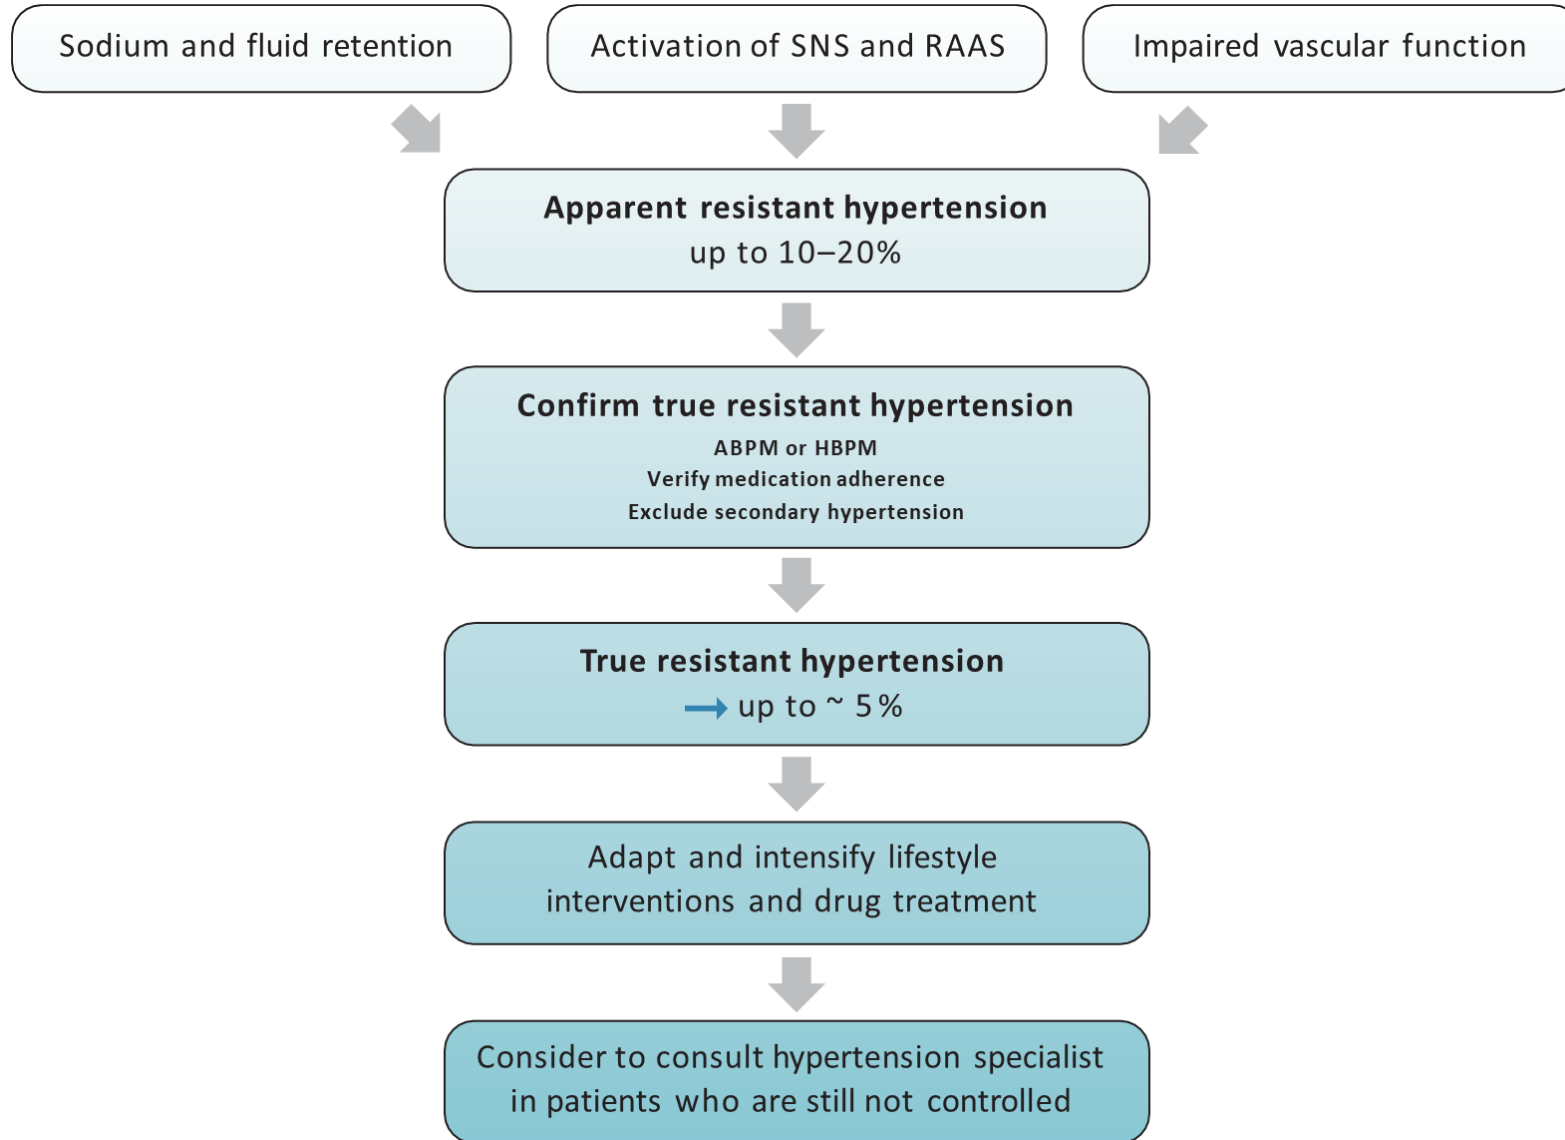 Sodium and fluid retention
Activation of SNS and RAAS
Impaired vascular function
Apparent resistant hypertension
up to 10–20%
Confirm true resistant hypertension
ABPM or HBPM
Verify medication adherence
Exclude secondary hypertension
True resistant hypertension
up to ~ 5%
Adapt and intensify lifestyle
interventions and drug treatment
Consider to consult hypertension specialist
in patients who are still not controlled